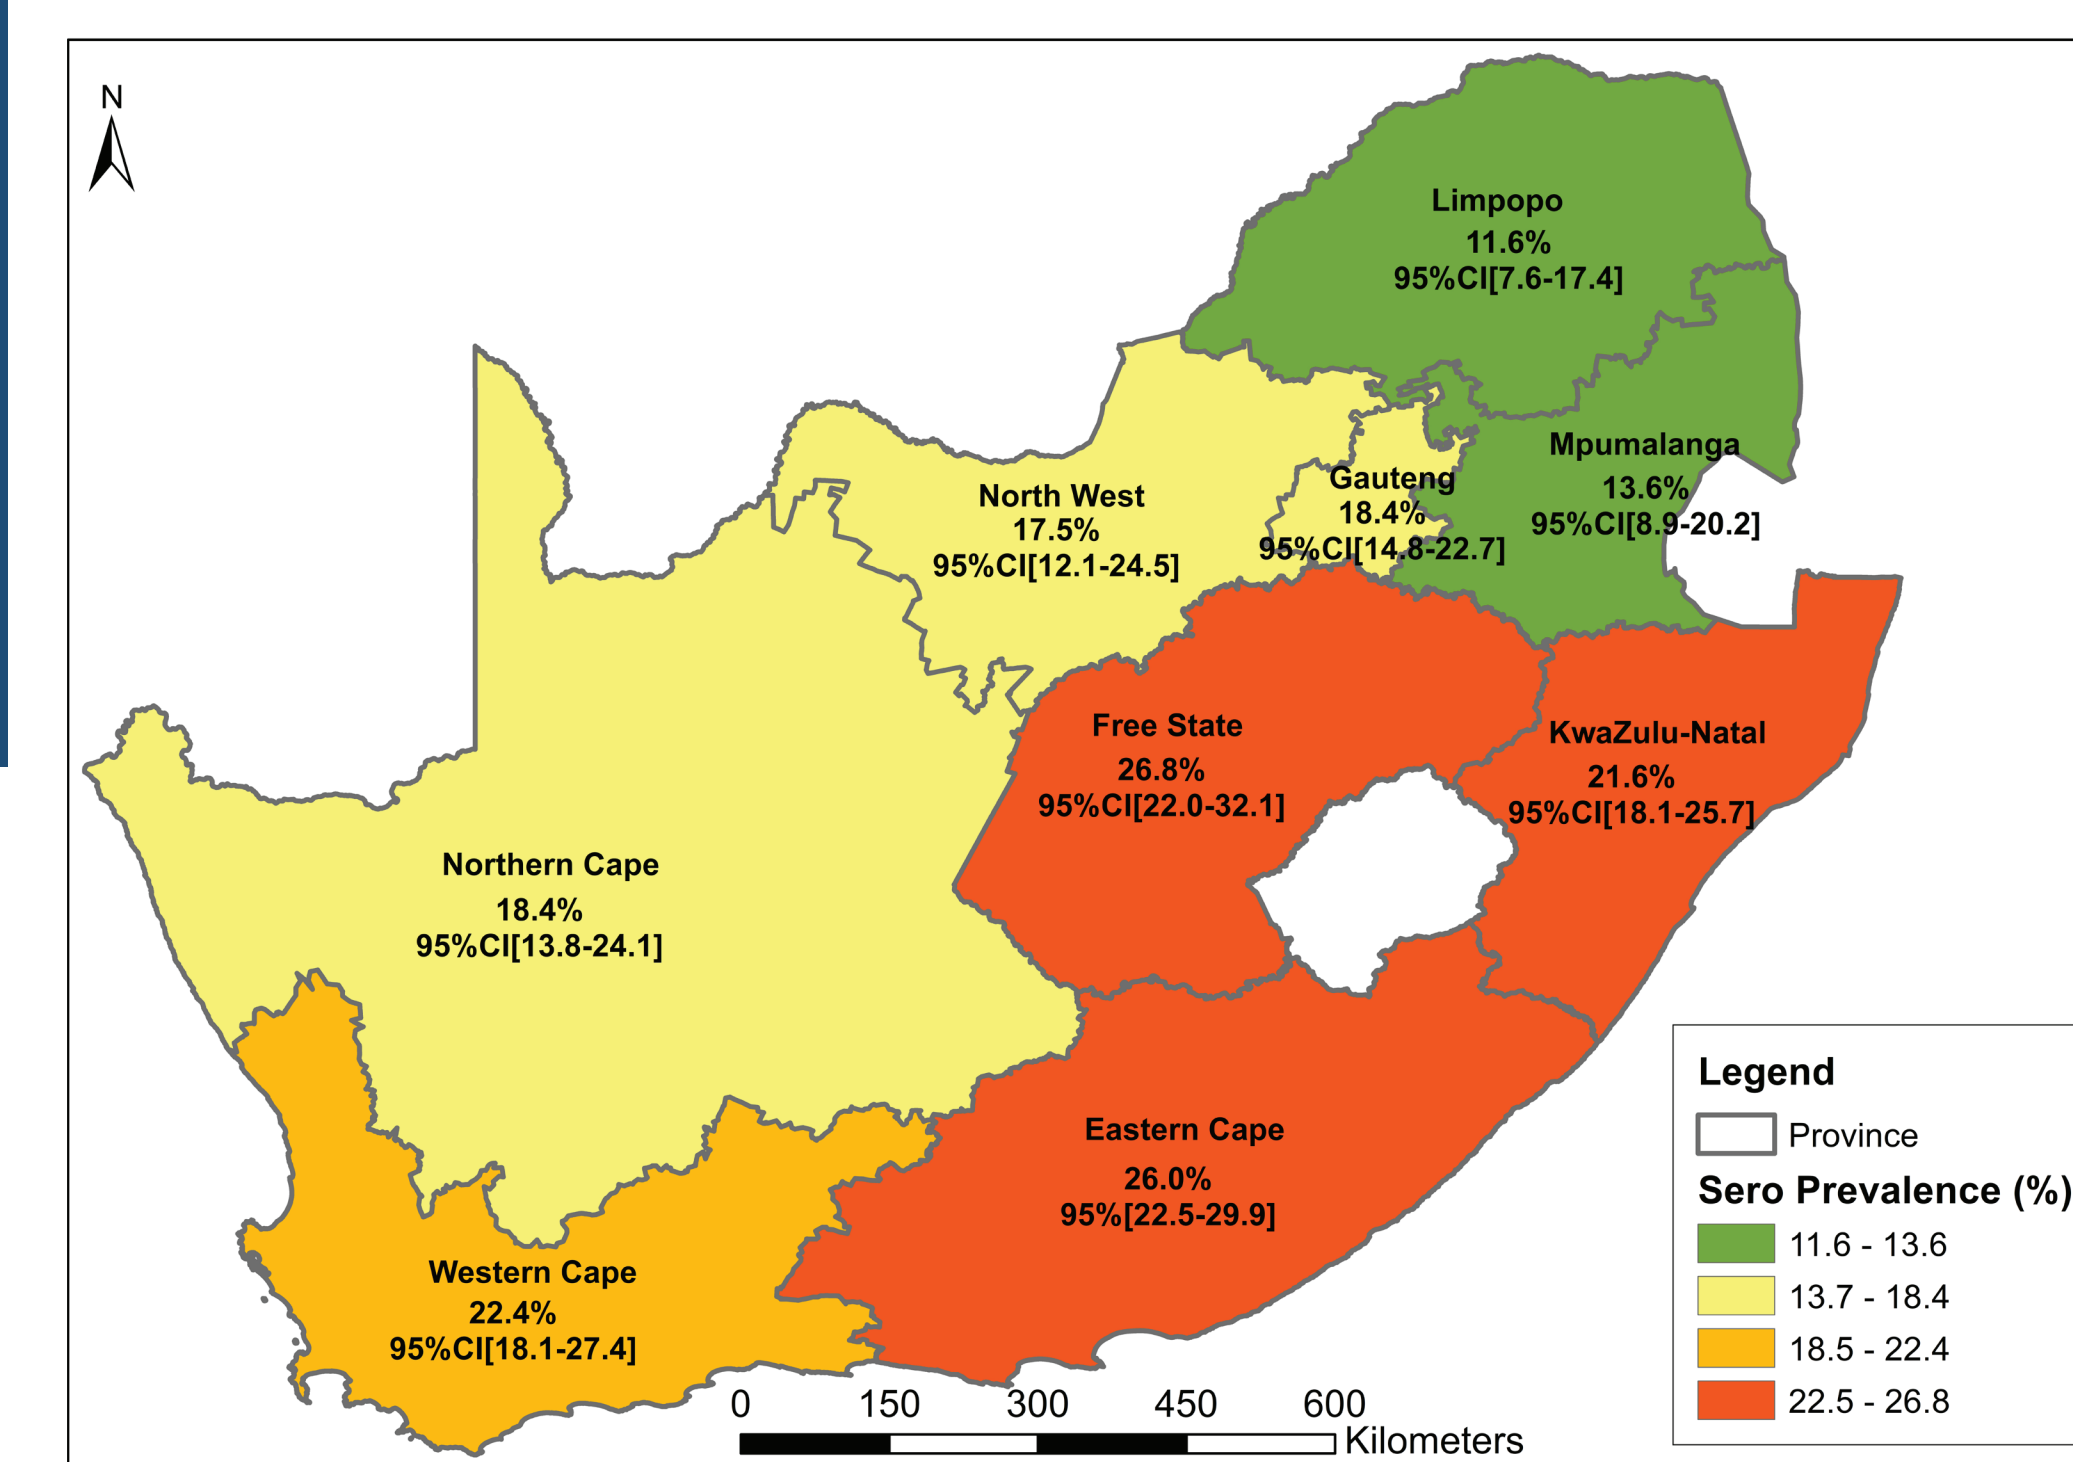 N
Limpopo
11.6%
95%CI[7.6-17.4]
Mpumalanga
13.6%
95%CI[8.9-20.2]
Gauteng
18.4%
95%CI[14.8-22.7]
North West
17.5%
95%CI[12.1-24.5]
Free State
26.8%
95%CI[22.0-32.1]
KwaZulu-Natal
21.6%
95%CI[18.1-25.7]
Northern Cape
18.4%
95%CI[13.8-24.1]
Eastern Cape
26.0%
95%[22.5-29.9]
Western Cape
22.4%
95%CI[18.1-27.4]
0 150 300 450 600
Kilometers
Legend
Province
Sero Prevalence (%)
11.6 - 13.6
13.7 - 18.4
18.5 - 22.4
22.5 - 26.8